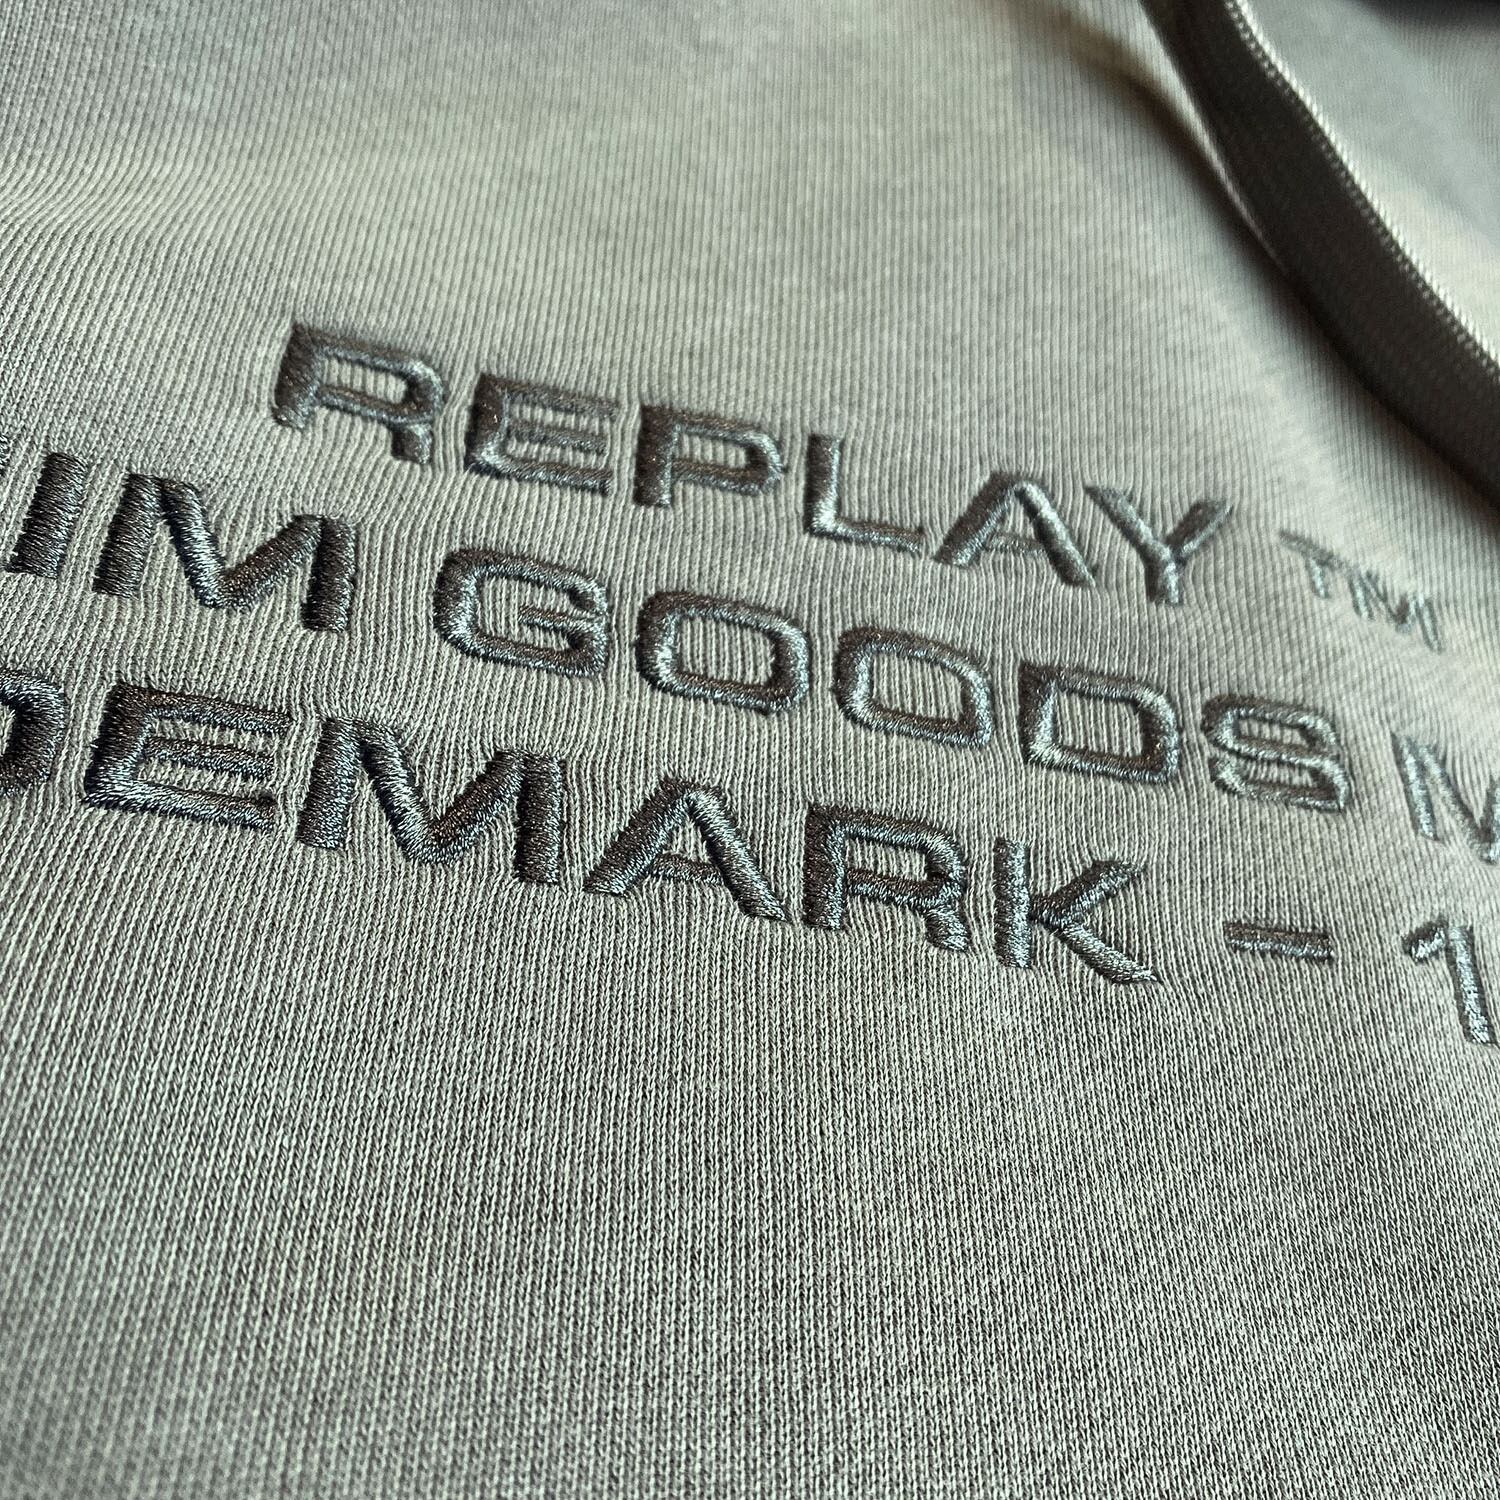 REPLAY ™
IM GOODS M
DEMARK - 1